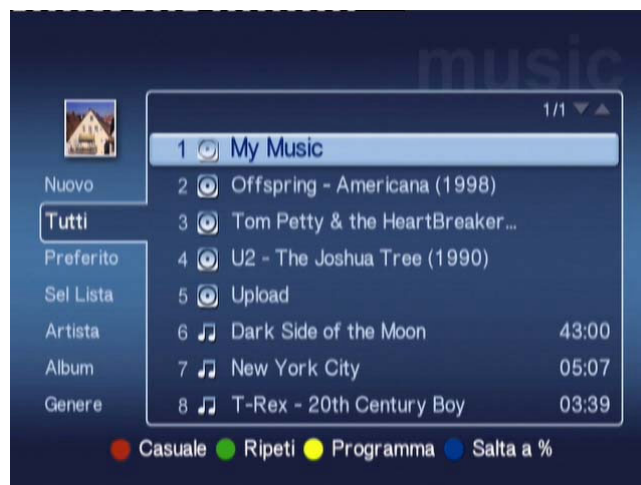 music
1/1
1 My Music
Nuovo
2 Offspring - Americana (1998)
Tutti
3 Tom Petty & the HeartBreaker...
Preferito
4 U2 - The Joshua Tree (1990)
Sel Lista
5 Upload
Artista
6 Dark Side of the Moon 43:00
Album
7 New York City 05:07
Genere
8 T-Rex - 20th Century Boy 03:39
Casuale Ripeti Programma Salta a %